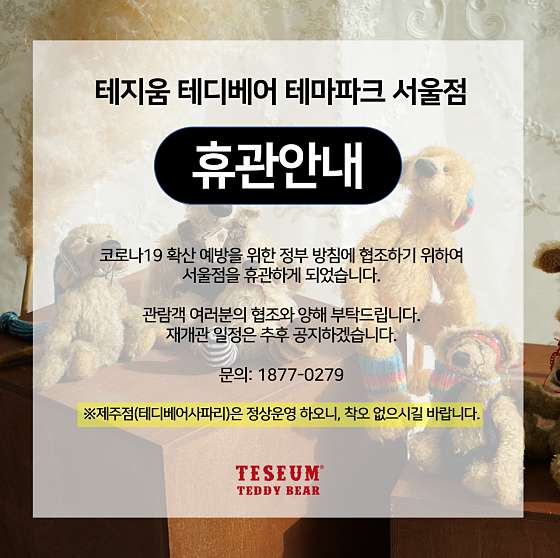 테지움 테디베어 테마파크 서울점
휴관안내
코로나19 확산 예방을 위한 정부 방침에 협조하기 위하여
서울점을 휴관하게 되었습니다.
관람객 여러분의 협조와 양해 부탁드립니다.
재개관 일정은 추후 공지하겠습니다.
문의: 1877-0279
※제주점(테디베어사파리)은 정상운영 하오니, 착오 없으시길 바랍니다.
TESEUM®
TEDDY BEAR